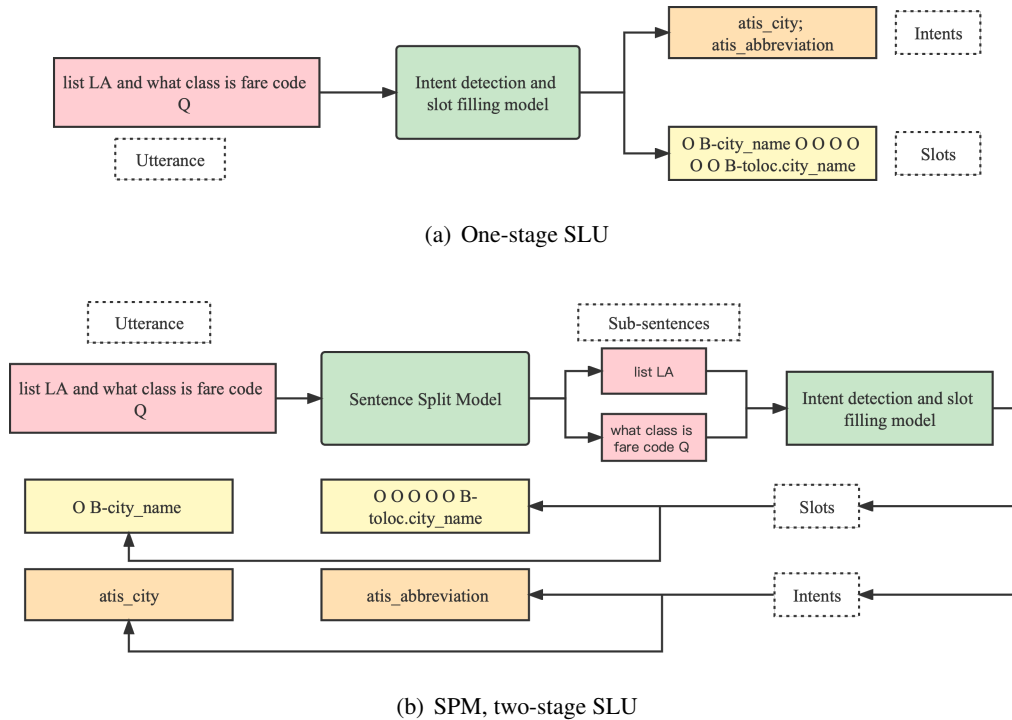 atis_city;
atis_abbreviation
Intents
list LA and what class is fare code
Q
Intent detection and
slot filling model
Utterance
O B-city_name O O O O
O O B-toloc.city_name
Slots
(a) One-stage SLU
Utterance
Sub-sentences
list LA and what class is fare code
Q
Sentence Split Model
list LA
what class is
fare code Q
Intent detection and slot
filling model
O B-city_name
O O O O O B-
toloc.city_name
Slots
atis_city
atis_abbreviation
Intents
(b) SPM, two-stage SLU